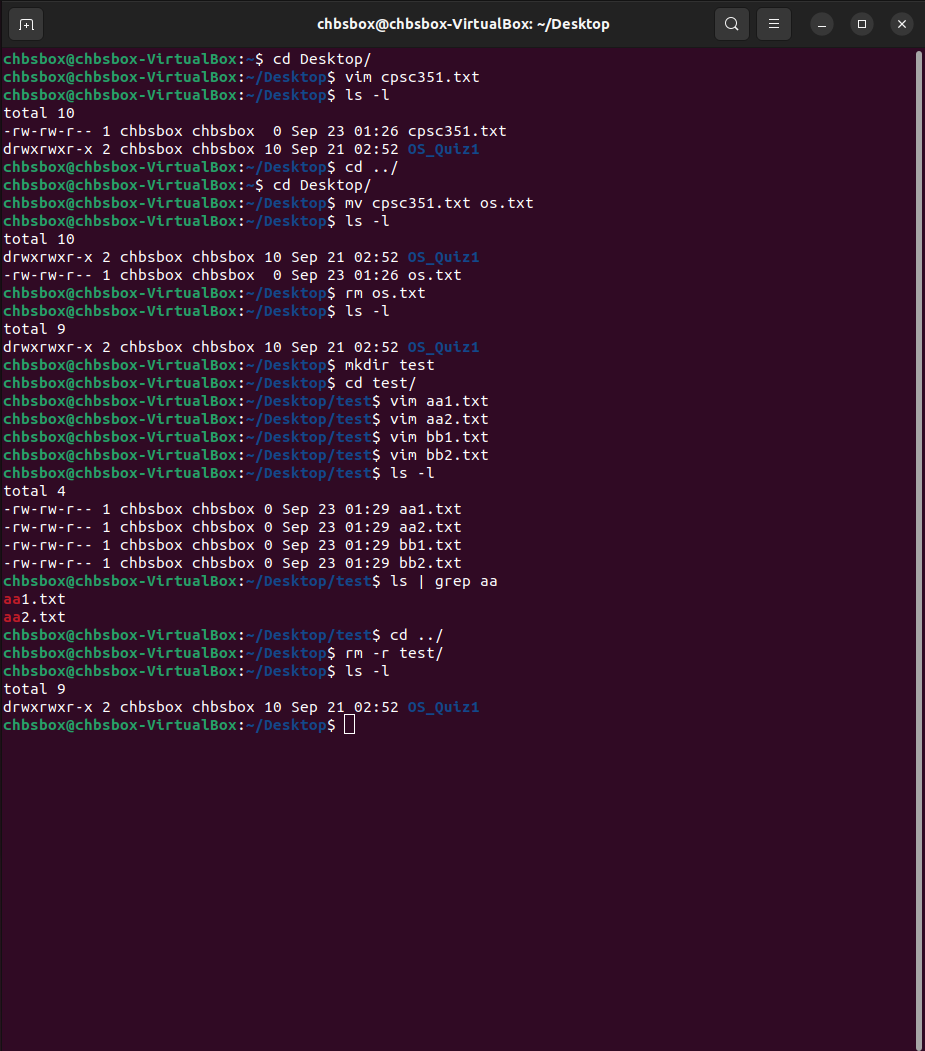 chbsbox@chbsbox-VirtualBox: ~/Desktop
chbsbox@chbsbox-VirtualBox:~$ cd Desktop/
chbsbox@chbsbox-VirtualBox:~/Desktop$ vim cpsc351.txt
chbsbox@chbsbox-VirtualBox:~/Desktop$ ls -l
total 10
-rw-rw-r-- 1 chbsbox chbsbox  0 Sep 23 01:26 cpsc351.txt
drwxrwxr-x 2 chbsbox chbsbox 10 Sep 21 02:52 OS_Quiz1
chbsbox@chbsbox-VirtualBox:~/Desktop$ cd ../
chbsbox@chbsbox-VirtualBox:~$ cd Desktop/
chbsbox@chbsbox-VirtualBox:~/Desktop$ mv cpsc351.txt os.txt
chbsbox@chbsbox-VirtualBox:~/Desktop$ ls -l
total 10
drwxrwxr-x 2 chbsbox chbsbox 10 Sep 21 02:52 OS_Quiz1
-rw-rw-r-- 1 chbsbox chbsbox  0 Sep 23 01:26 os.txt
chbsbox@chbsbox-VirtualBox:~/Desktop$ rm os.txt
chbsbox@chbsbox-VirtualBox:~/Desktop$ ls -l
total 9
drwxrwxr-x 2 chbsbox chbsbox 10 Sep 21 02:52 OS_Quiz1
chbsbox@chbsbox-VirtualBox:~/Desktop$ mkdir test
chbsbox@chbsbox-VirtualBox:~/Desktop$ cd test/
chbsbox@chbsbox-VirtualBox:~/Desktop/test$ vim aa1.txt
chbsbox@chbsbox-VirtualBox:~/Desktop/test$ vim aa2.txt
chbsbox@chbsbox-VirtualBox:~/Desktop/test$ vim bb1.txt
chbsbox@chbsbox-VirtualBox:~/Desktop/test$ vim bb2.txt
chbsbox@chbsbox-VirtualBox:~/Desktop/test$ ls -l
total 4
-rw-rw-r-- 1 chbsbox chbsbox 0 Sep 23 01:29 aa1.txt
-rw-rw-r-- 1 chbsbox chbsbox 0 Sep 23 01:29 aa2.txt
-rw-rw-r-- 1 chbsbox chbsbox 0 Sep 23 01:29 bb1.txt
-rw-rw-r-- 1 chbsbox chbsbox 0 Sep 23 01:29 bb2.txt
chbsbox@chbsbox-VirtualBox:~/Desktop/test$ ls | grep aa
aa1.txt
aa2.txt
chbsbox@chbsbox-VirtualBox:~/Desktop/test$ cd ../
chbsbox@chbsbox-VirtualBox:~/Desktop$ rm -r test/
chbsbox@chbsbox-VirtualBox:~/Desktop$ ls -l
total 9
drwxrwxr-x 2 chbsbox chbsbox 10 Sep 21 02:52 OS_Quiz1
chbsbox@chbsbox-VirtualBox:~/Desktop$